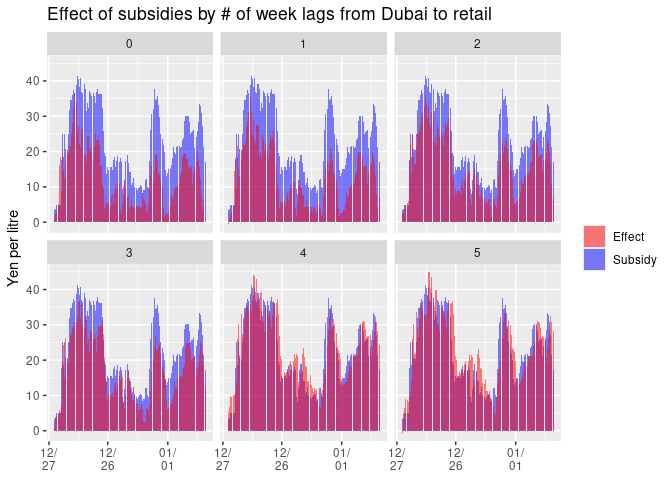 Effect of subsidies by # of week lags from Dubai to retail
0 1 2
40
30
20
10
0
3 4 5
40
30
20
10
0
Yen per litre
Effect
Subsidy
12/ 12/ 01/ 12/ 12/ 01/ 12/ 12/ 01/
27 26 01 27 26 01 27 26 01